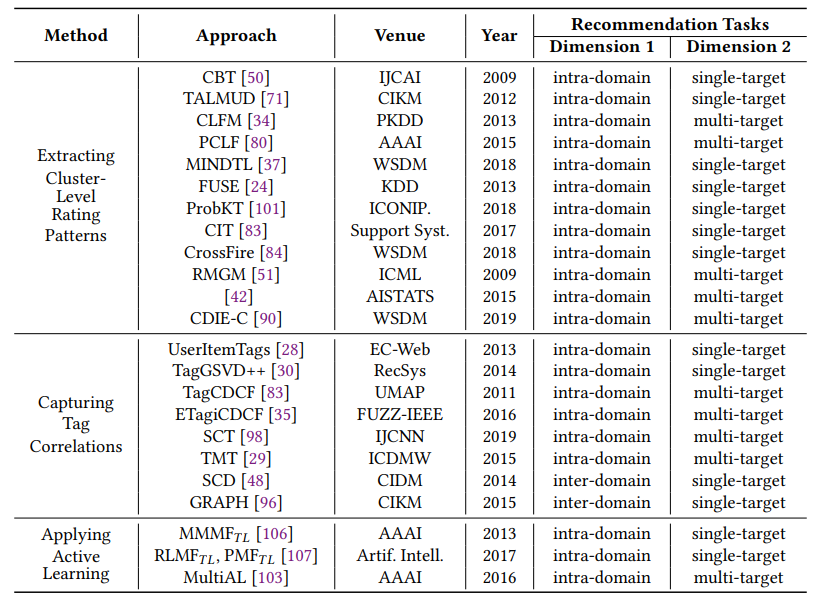 Method Approach Venue Year Recommendation Tasks
Dimension 1 Dimension 2
Extracting Cluster-Level Rating Patterns
CBT [50] IJCAI 2009 intra-domain single-target
TALMUD [71] CIKM 2012 intra-domain single-target
CLFM [34] PKDD 2013 intra-domain multi-target
PCLF [80] AAAI 2015 intra-domain multi-target
MINDTL [37] WSDM 2018 intra-domain single-target
FUSE [24] KDD 2013 intra-domain single-target
ProbKT [101] ICONIP. 2018 intra-domain single-target
CIT [83] Support Syst. 2017 intra-domain single-target
CrossFire [84] WSDM 2018 intra-domain single-target
RMGM [51] ICML 2009 intra-domain multi-target
[42] AISTATS 2015 intra-domain multi-target
CDIE-C [90] WSDM 2019 intra-domain multi-target
Capturing Tag Correlations
UserItemTags [28] EC-Web 2013 intra-domain single-target
TagGSVD++ [30] RecSys 2014 intra-domain single-target
TagCDCF [83] UMAP 2011 intra-domain multi-target
ETagiCDCF [35] FUZZ-IEEE 2016 intra-domain multi-target
SCT [98] IJCNN 2019 intra-domain multi-target
TMT [29] ICDMW 2015 intra-domain multi-target
SCD [48] CIDM 2014 inter-domain single-target
GRAPH [96] CIKM 2015 inter-domain single-target
Applying Active Learning
MMMF_TL [106] AAAI 2013 intra-domain single-target
RLMF_TL, PMF_TL [107] Artif. Intell. 2017 intra-domain single-target
MultiAL [103] AAAI 2016 intra-domain multi-target